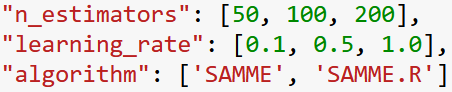 "n_estimators": [50, 100, 200],
"learning_rate": [0.1, 0.5, 1.0],
"algorithm": ['SAMME', 'SAMME.R']